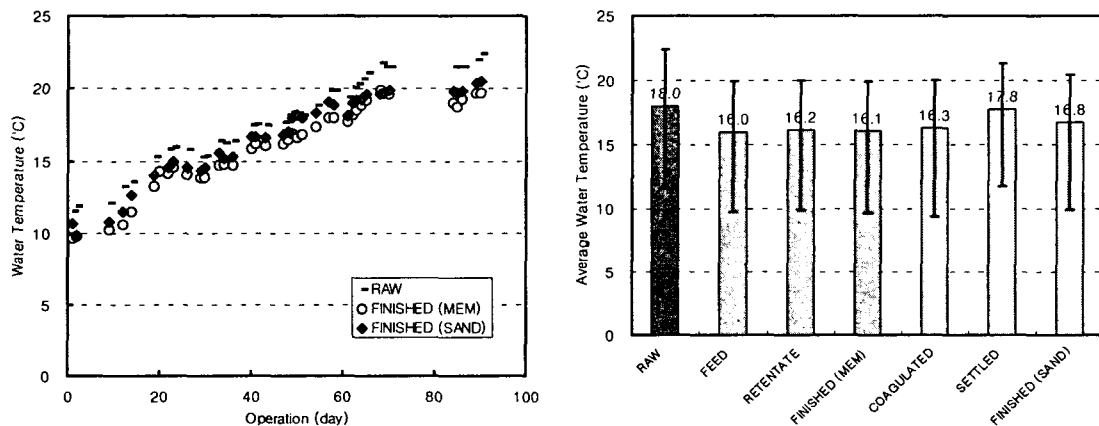 25
20
15
10
5
0
Water Temperature (°C)
0
20
40
60
80
100
Operation (day)
RAW
FINISHED (MEM)
FINISHED (SAND)
25
20
15
10
5
0
Average Water Temperature (°C)
18.0
16.0
16.2
16.1
16.3
17.8
16.8
RAW
FEED
RETENTATE
FINISHED (MEM)
COAGULATED
SETTLED
FINISHED (SAND)